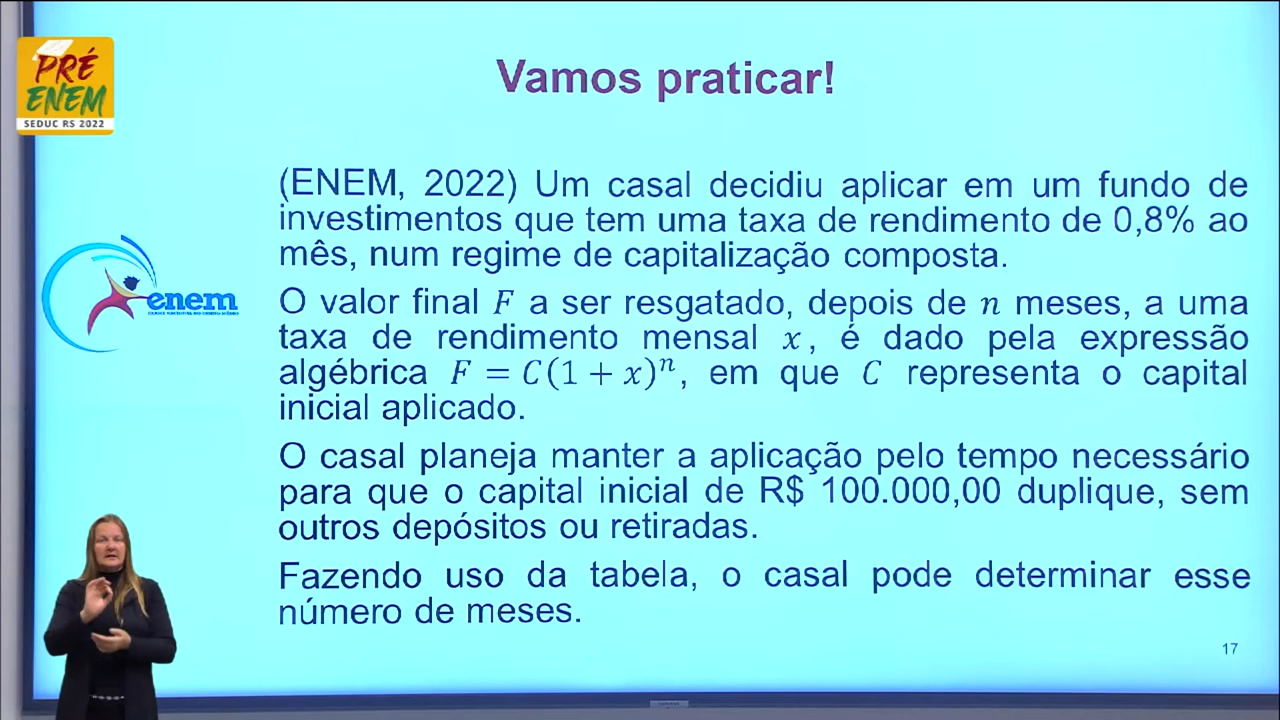 PRÉ
ENEM
SEDUC RS 2022
Vamos praticar!
(ENEM, 2022) Um casal decidiu aplicar em um fundo de
investimentos que tem uma taxa de rendimento de 0,8% ao
mês, num regime de capitalização composta.
O valor final F a ser resgatado, depois de n meses, a uma
taxa de rendimento mensal x, é dado pela expressão
algébrica F = C(1 + x)ⁿ, em que C representa o capital
inicial aplicado.
enem
O casal planeja manter a aplicação pelo tempo necessário
para que o capital inicial de R$ 100.000,00 duplique, sem
outros depósitos ou retiradas.
Fazendo uso da tabela, o casal pode determinar esse
número de meses.
17